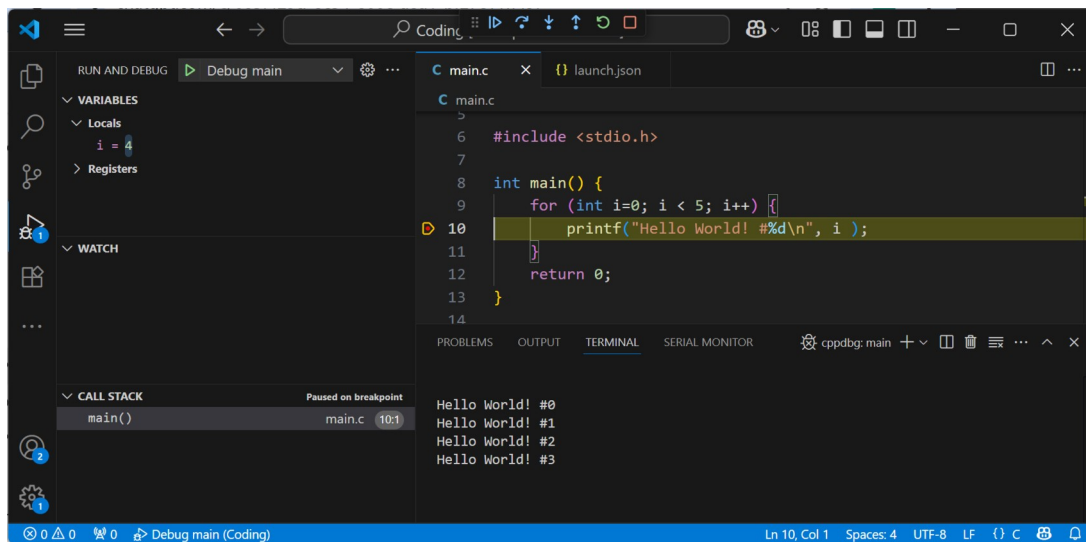 Coding
RUN AND DEBUG Debug main
VARIABLES
Locals
i = 4
Registers
WATCH
CALL STACK Paused on breakpoint
main() main.c 10:1
main.c launch.json
main.c
5
6 #include <stdio.h>
7
8 int main() {
9 for (int i=0; i < 5; i++) {
10 printf("Hello World! #%d\n", i );
11 }
12 return 0;
13 }
14
PROBLEMS OUTPUT TERMINAL SERIAL MONITOR cppdbg: main
Hello World! #0
Hello World! #1
Hello World! #2
Hello World! #3
1
2
1
0 0 0 Debug main (Coding) Ln 10, Col 1 Spaces: 4 UTF-8 LF {} C